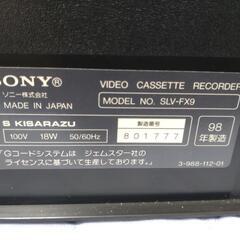 SONY®
ソニー株式会社
MADE IN JAPAN
VIDEO CASSETTE RECORDER
MODEL NO. SLV-FX9
S KISARAZU
100V 18W 50/60Hz
製造番号
801777
98
年製造
「Gコードシステムは ジェムスター社の
ライセンスに基づいて生産しております。
3-988-112-01